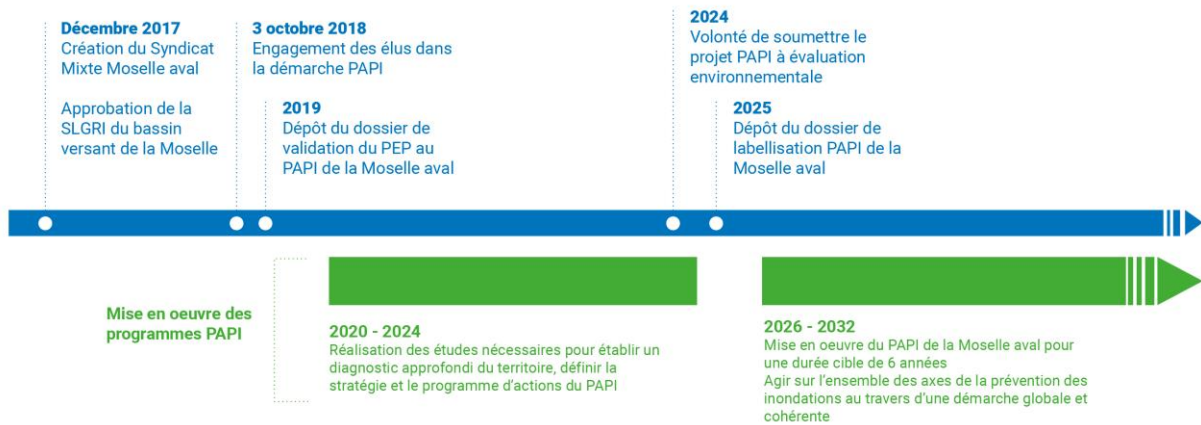 Décembre 2017
Création du Syndicat
Mixte Moselle aval
Approbation de la
SLGRI du bassin
versant de la Moselle
3 octobre 2018
Engagement des élus dans
la démarche PAPI
2019
Dépôt du dossier de
validation du PEP au
PAPI de la Moselle aval
2024
Volonté de soumettre le
projet PAPI à évaluation
environnementale
2025
Dépôt du dossier de
labellisation PAPI de la
Moselle aval
Mise en oeuvre des
programmes PAPI
2020 - 2024
Réalisation des études nécessaires pour établir un
diagnostic approfondi du territoire, définir la
stratégie et le programme d'actions du PAPI
2026 - 2032
Mise en oeuvre du PAPI de la Moselle aval pour
une durée cible de 6 années
Agir sur l'ensemble des axes de la prévention des
inondations au travers d'une démarche globale et
cohérente